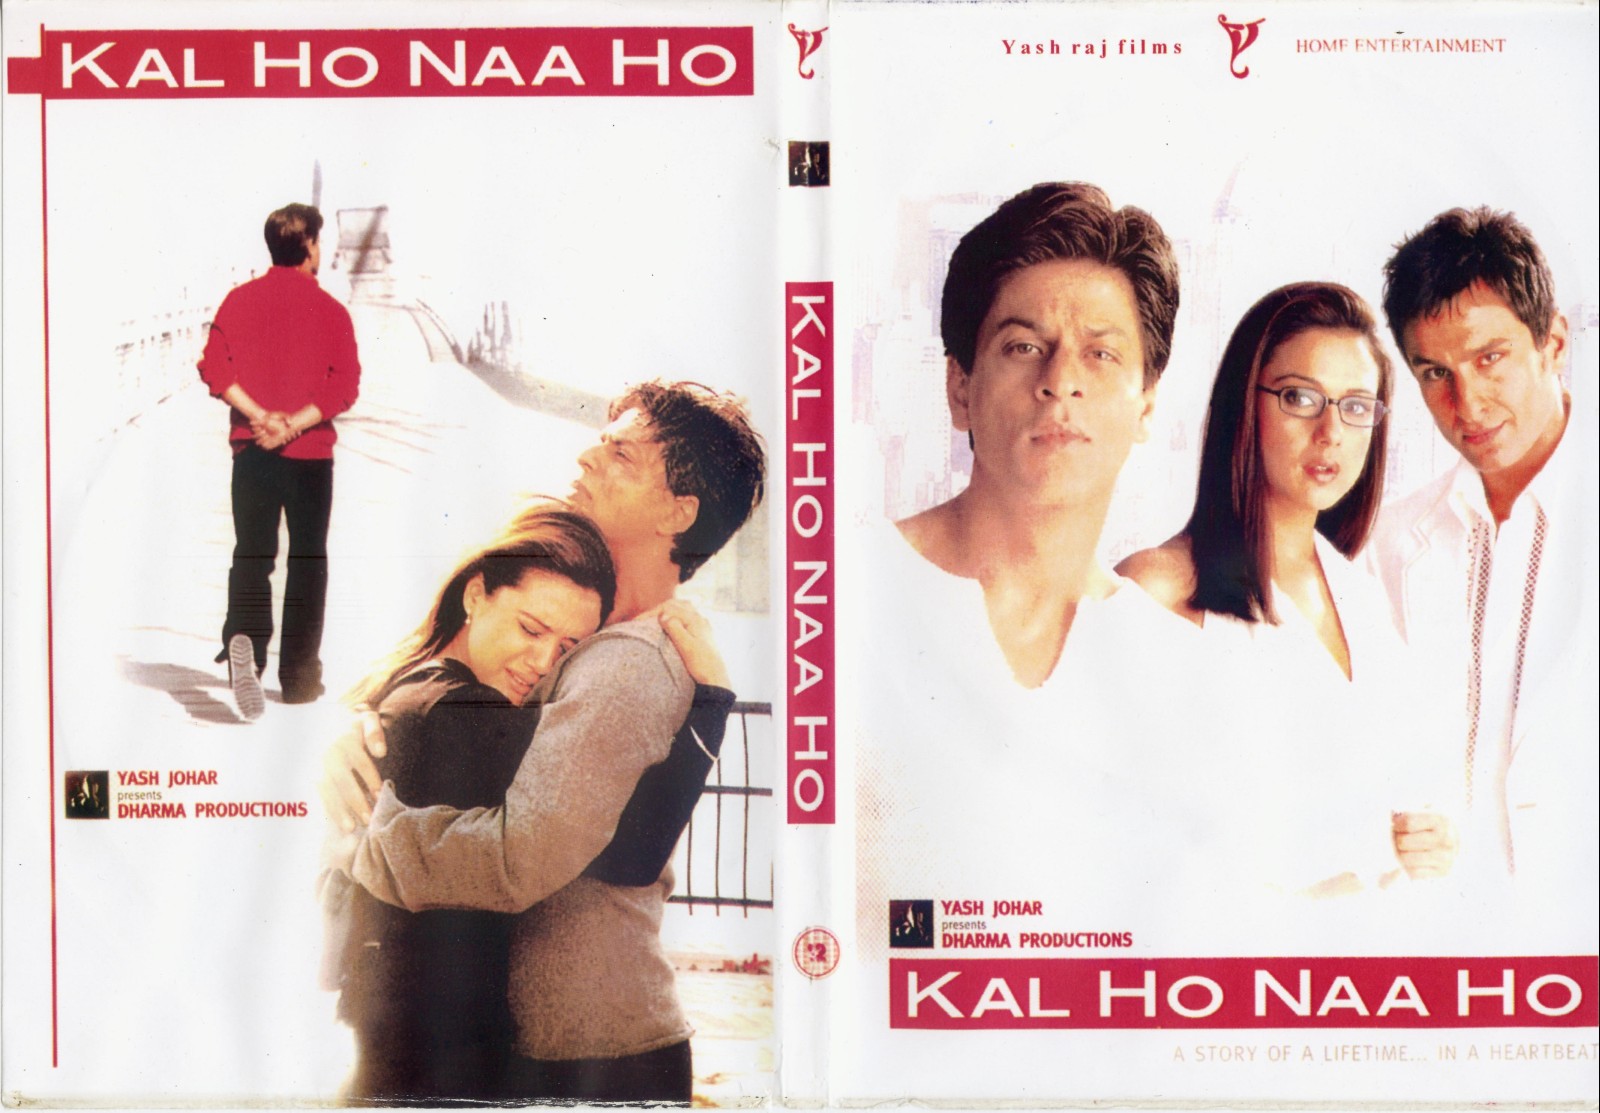 KAL HO NAA HO
YASH JOHAR
presents
DHARMA PRODUCTIONS
KAL HO NAA HO
Yash raj films
HOME ENTERTAINMENT
YASH JOHAR
presents
DHARMA PRODUCTIONS
KAL HO NAA HO
A STORY OF A LIFETIME... IN A HEARTBEAT